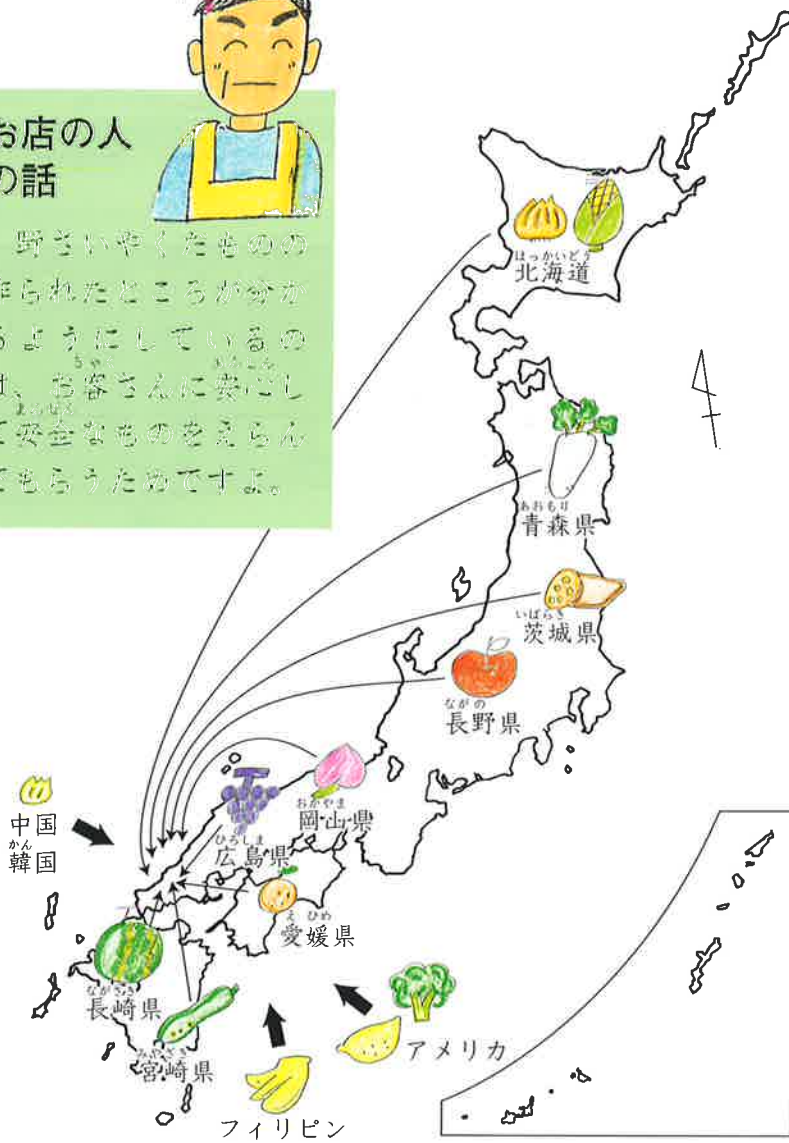 お店の人
の話
野さいやくだものの
作られたところが分か
るようにしているの
は、お客さんに安心し
て安全なものをえらん
でもらうためですよ。
ほっかいどう
北海道
あおもり
青森県
いばらき
茨城県
ながの
長野県
おかやま
岡山県
ひろしま
広島県
えひめ
愛媛県
中国
かん
韓国
ながさき
長崎県
みやざき
宮崎県
アメリカ
フィリピン